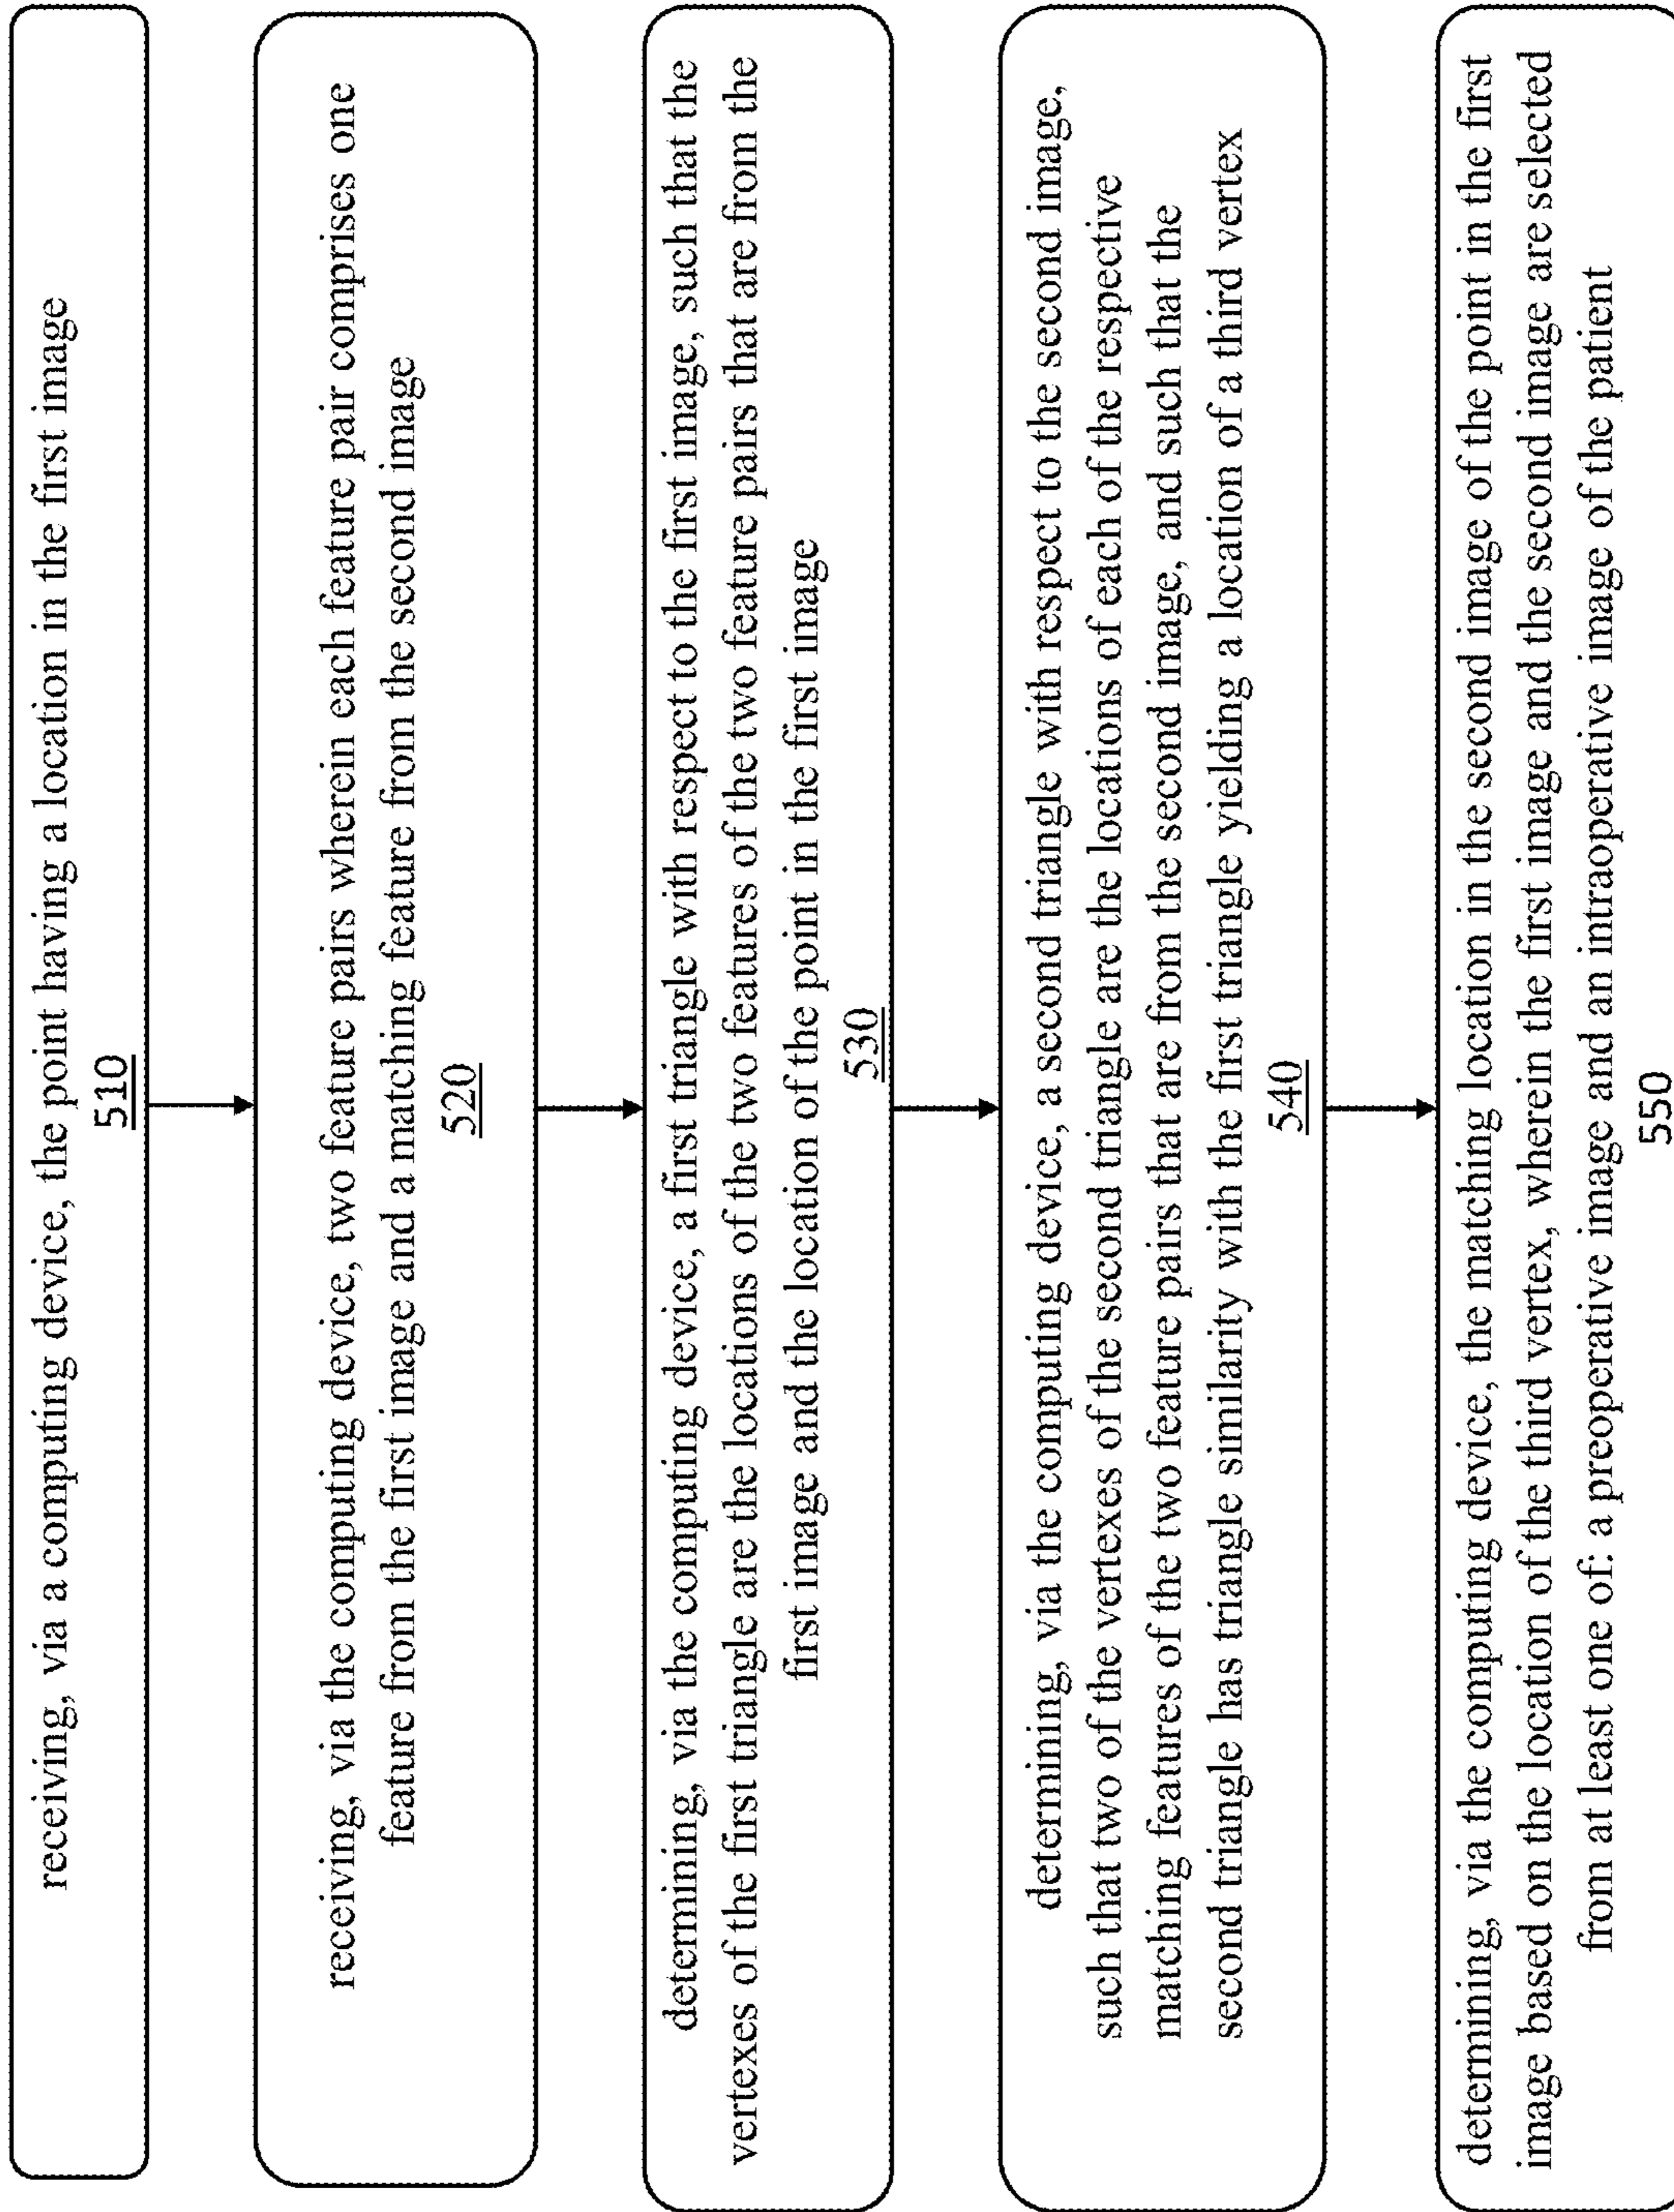 receiving, via a computing device, the point having a location in the first image
510
receiving, via the computing device, two feature pairs wherein each feature pair comprises one
feature from the first image and a matching feature from the second image
520
determining, via the computing device, a first triangle with respect to the first image, such that the
vertexes of the first triangle are the locations of the two features of the two feature pairs that are from the
first image and the location of the point in the first image
530
determining, via the computing device, a second triangle with respect to the second image,
such that two of the vertexes of the second triangle are the locations of each of the respective
matching features of the two feature pairs that are from the second image, and such that the
second triangle has triangle similarity with the first triangle yielding a location of a third vertex
540
determining, via the computing device, the matching location in the second image of the point in the first
image based on the location of the third vertex, wherein the first image and the second image are selected
from at least one of: a preoperative image and an intraoperative image of the patient
550